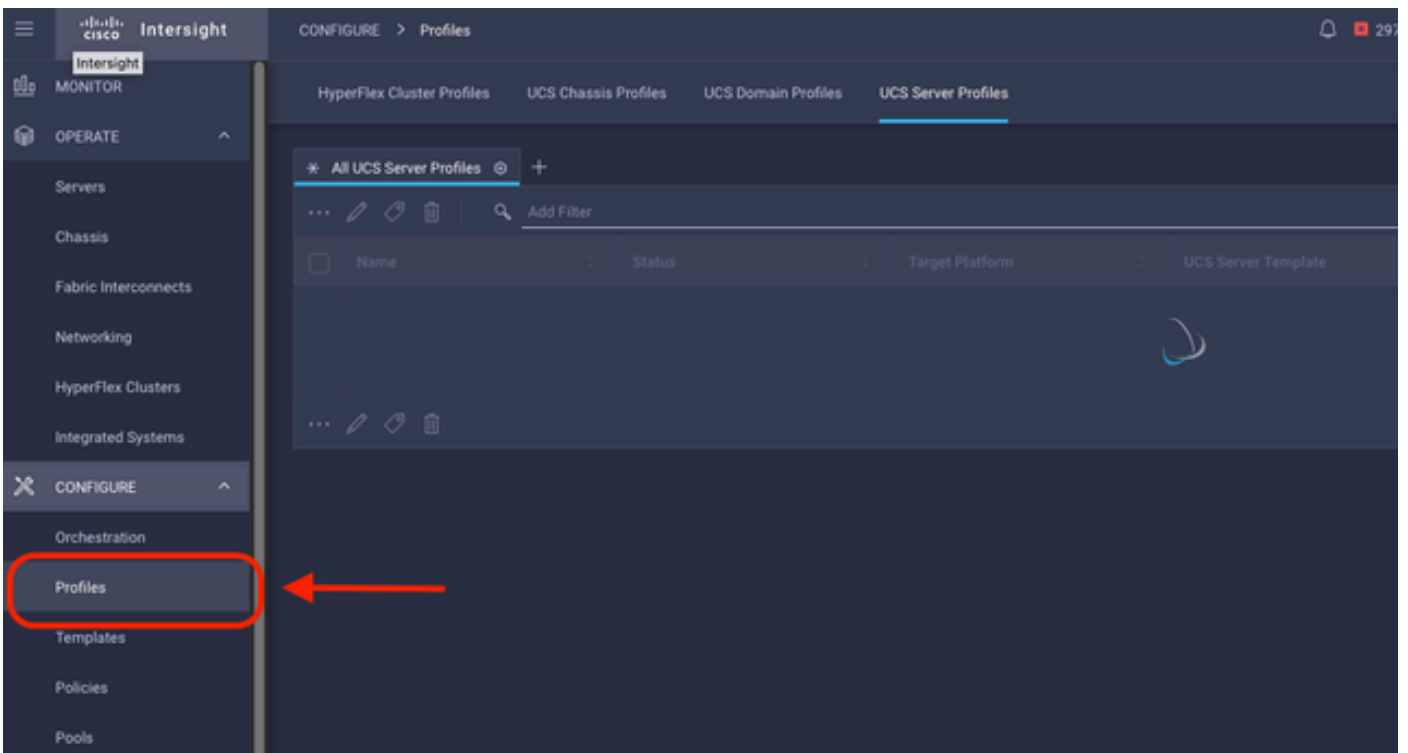 cisco Intersight
CONFIGURE > Profiles
297
Intersight
MONITOR
HyperFlex Cluster Profiles UCS Chassis Profiles UCS Domain Profiles UCS Server Profiles
OPERATE
All UCS Server Profiles
Servers
Add Filter
Chassis
Name Status Target Platform UCS Server Template
Fabric Interconnects
Networking
HyperFlex Clusters
Integrated Systems
CONFIGURE
Orchestration
Profiles
Templates
Policies
Pools